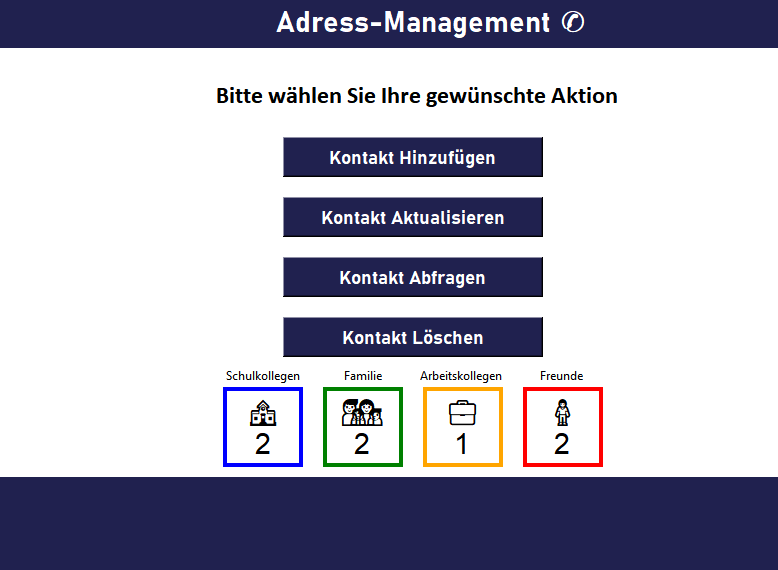 Adress-Management ✆
Bitte wählen Sie Ihre gewünschte Aktion
Kontakt Hinzufügen
Kontakt Aktualisieren
Kontakt Abfragen
Kontakt Löschen
Schulkollegen Familie Arbeitskollegen Freunde
2 2 1 2